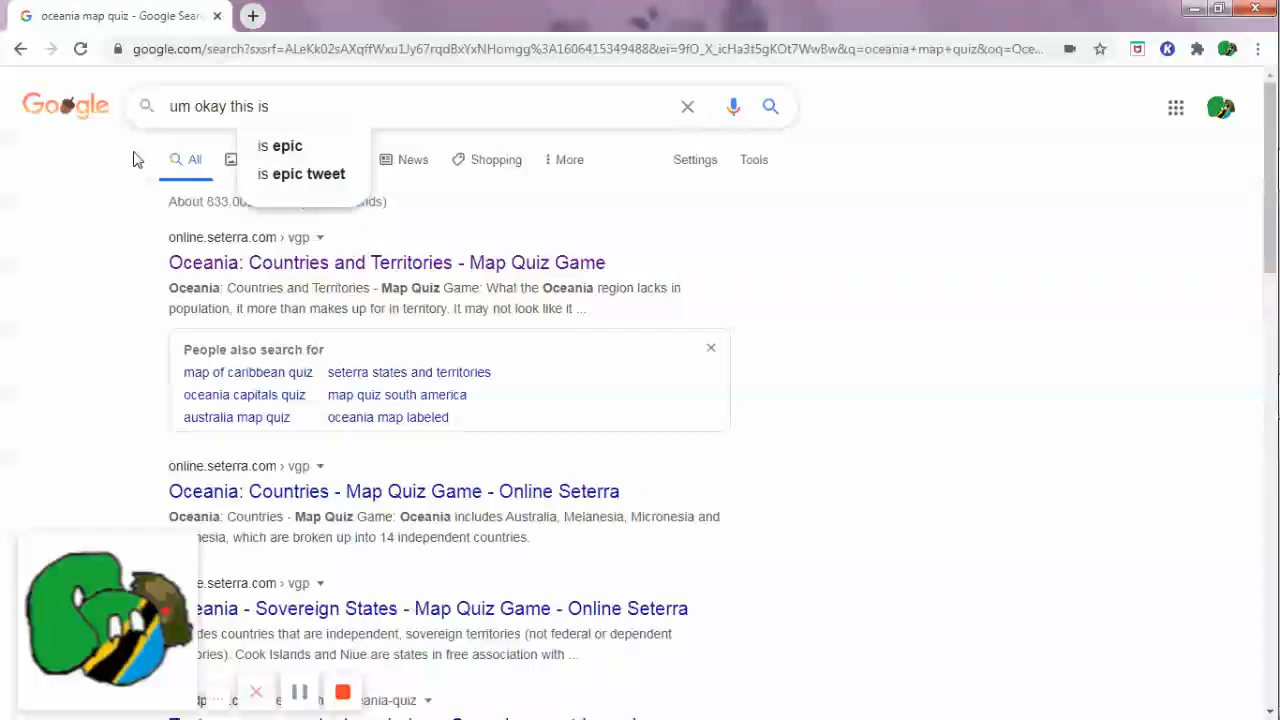 oceania map quiz - Google Sear
google.com/search?sxsrf=ALeKk02sAXqffWxu1Jy67rqdBxYxNHomgg%3A1606415349488&ei=9fO_X_icHa3t5gKOt7WwBw&q=oceania+map+quiz&oq=Oce...
Google
um okay this is
is epic
is epic tweet
All
News
Shopping
More
Settings
Tools
About 833,00
ds)
online.seterra.com › vgp
Oceania: Countries and Territories - Map Quiz Game
Oceania: Countries and Territories - Map Quiz Game: What the Oceania region lacks in
population, it more than makes up for in territory. It may not look like it ...
People also search for
map of caribbean quiz seterra states and territories
oceania capitals quiz map quiz south america
australia map quiz oceania map labeled
online.seterra.com › vgp
Oceania: Countries - Map Quiz Game - Online Seterra
Oceania: Countries - Map Quiz Game: Oceania includes Australia, Melanesia, Micronesia and
nesia, which are broken up into 14 independent countries.
e.seterra.com › vgp
eania - Sovereign States - Map Quiz Game - Online Seterra
des countries that are independent, sovereign territories (not federal or dependent
ories). Cook Islands and Niue are states in free association with ...
eania-quiz